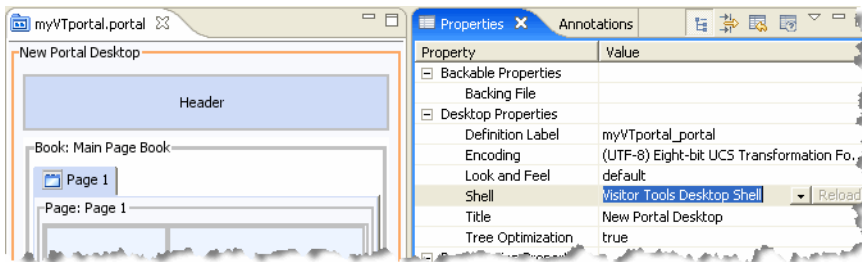 myVTportal.portal
New Portal Desktop
Header
Book: Main Page Book
Page 1
Page: Page 1
Properties Annotations
Property Value
Backable Properties
Backing File
Desktop Properties
Definition Label myVTportal_portal
Encoding (UTF-8) Eight-bit UCS Transformation Fo..
Look and Feel default
Shell Visitor Tools Desktop Shell Reload
Title New Portal Desktop
Tree Optimization true